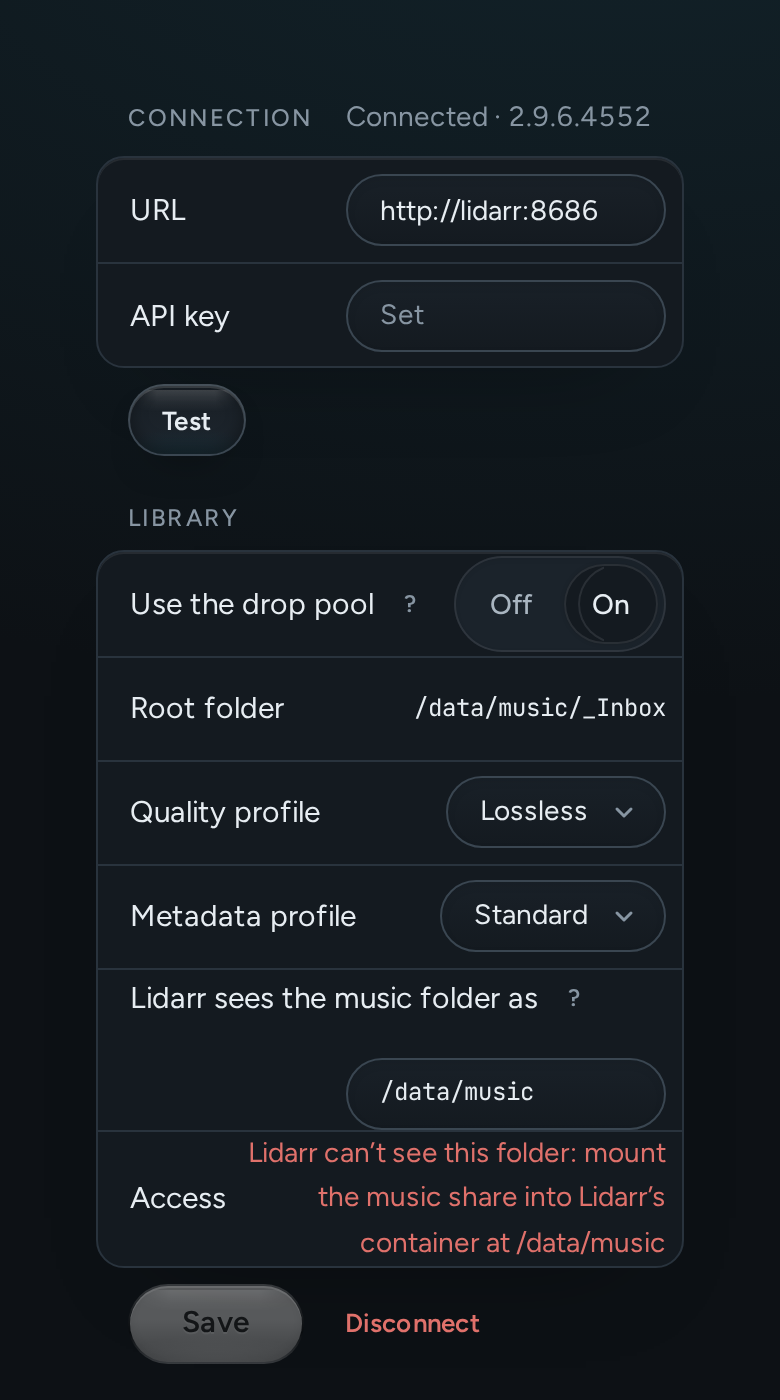 CONNECTION Connected · 2.9.6.4552
URL http://lidarr:8686
API key Set
Test
LIBRARY
Use the drop pool ? Off On
Root folder /data/music/_Inbox
Quality profile Lossless
Metadata profile Standard
Lidarr sees the music folder as ?
/data/music
Lidarr can’t see this folder: mount
Access the music share into Lidarr’s
container at /data/music
Save Disconnect